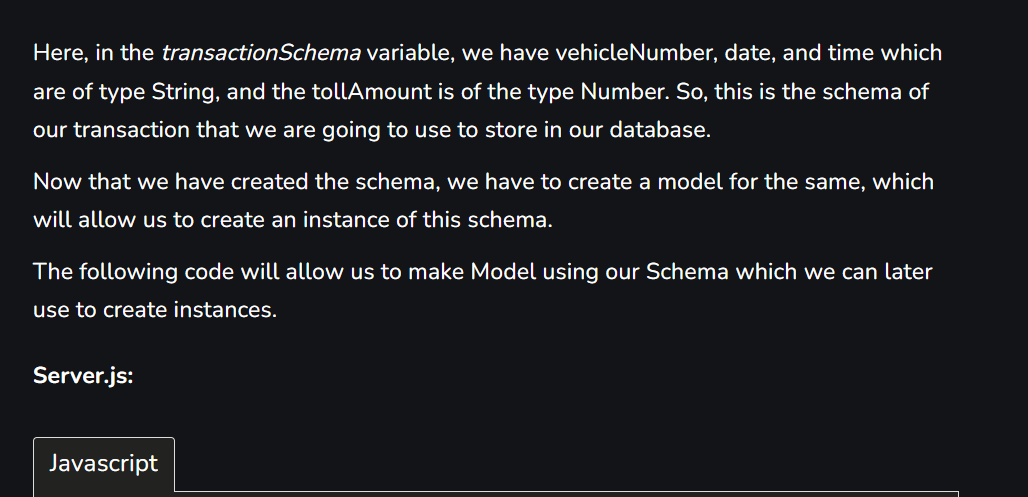 Here, in the transactionSchema variable, we have vehicleNumber, date, and time which
are of type String, and the tollAmount is of the type Number. So, this is the schema of
our transaction that we are going to use to store in our database.
Now that we have created the schema, we have to create a model for the same, which
will allow us to create an instance of this schema.
The following code will allow us to make Model using our Schema which we can later
use to create instances.
Server.js:
Javascript